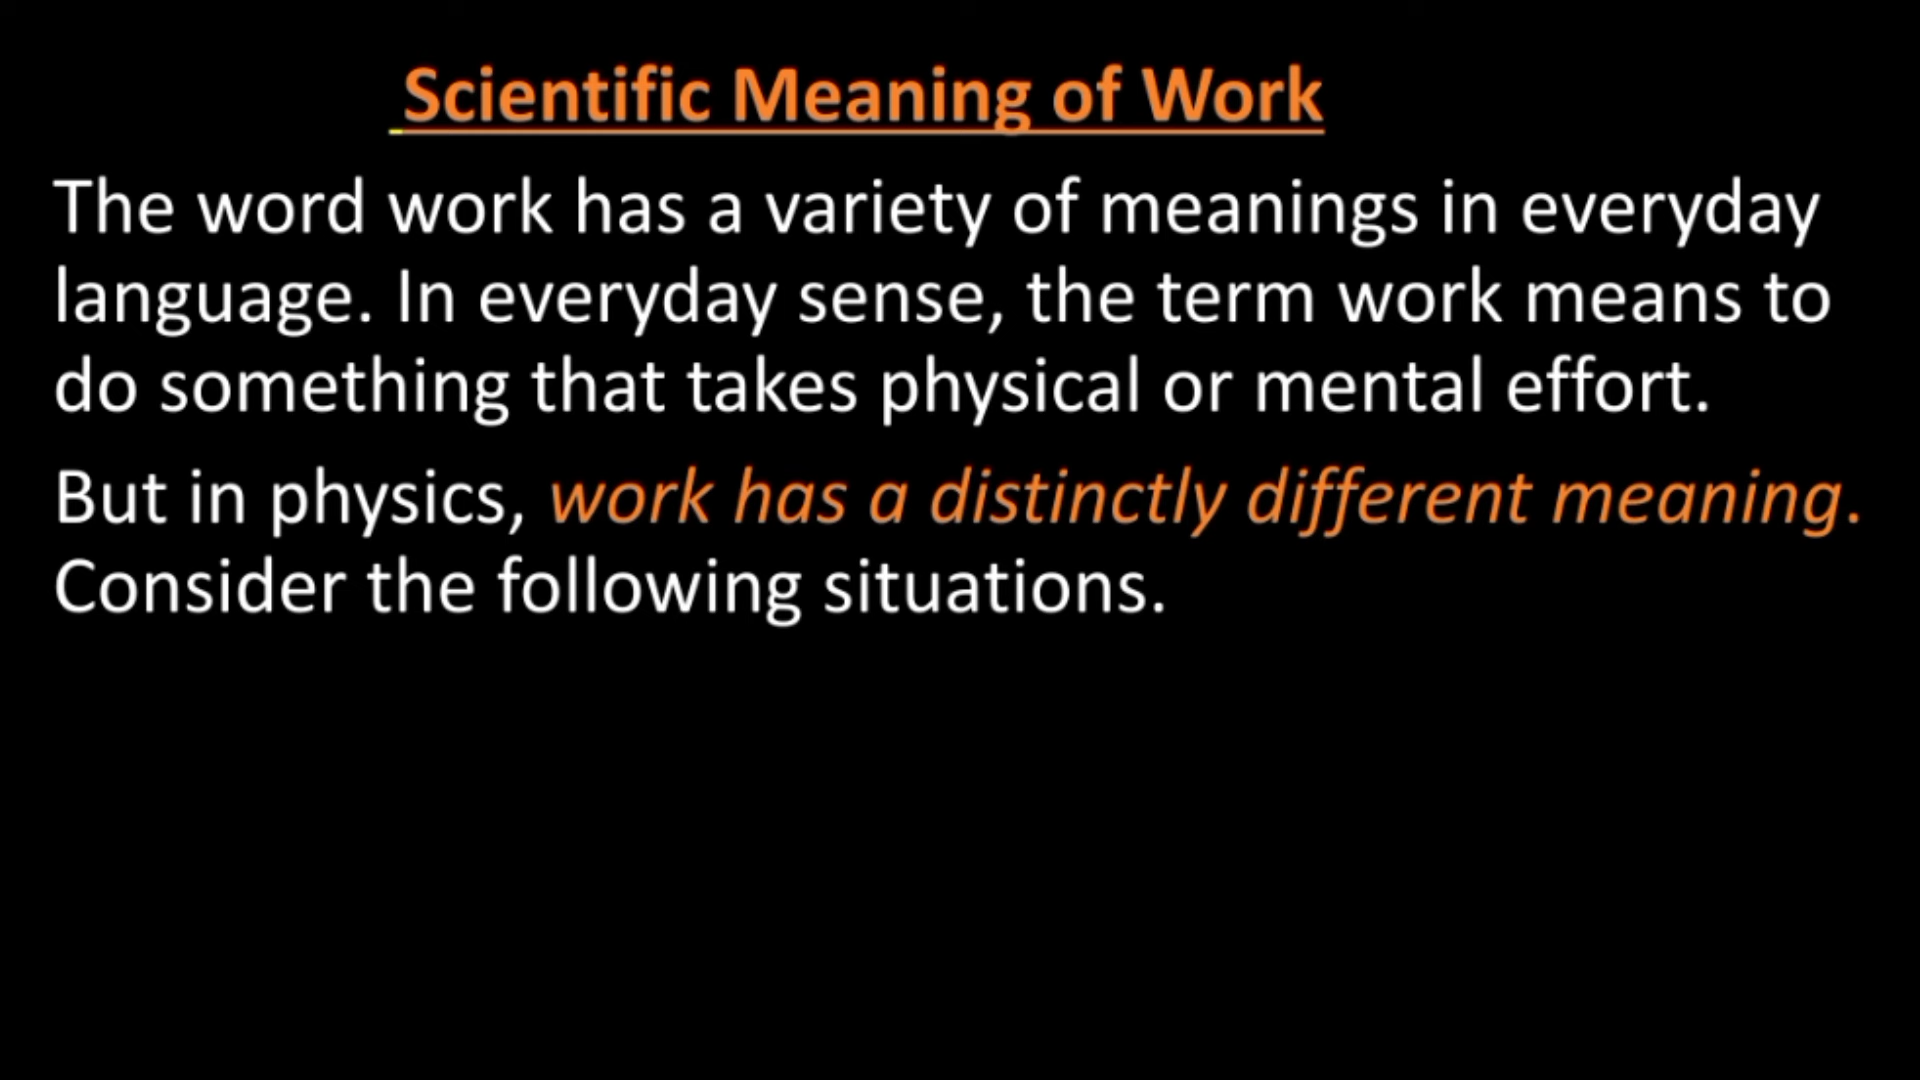 Scientific Meaning of Work
The word work has a variety of meanings in everyday
language. In everyday sense, the term work means to
do something that takes physical or mental effort.
But in physics, work has a distinctly different meaning.
Consider the following situations.